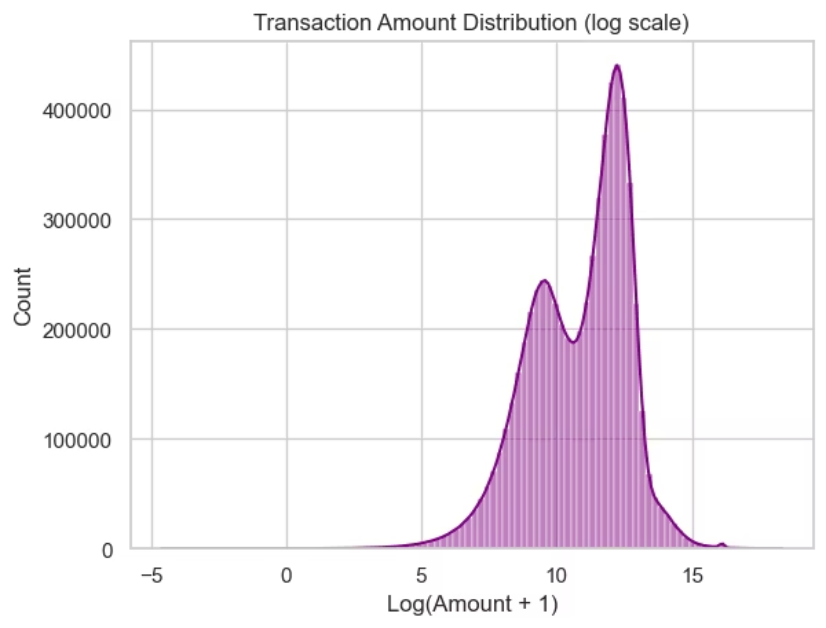 Transaction Amount Distribution (log scale)
400000
300000
200000
100000
0
Count
−5 0 5 10 15
Log(Amount + 1)